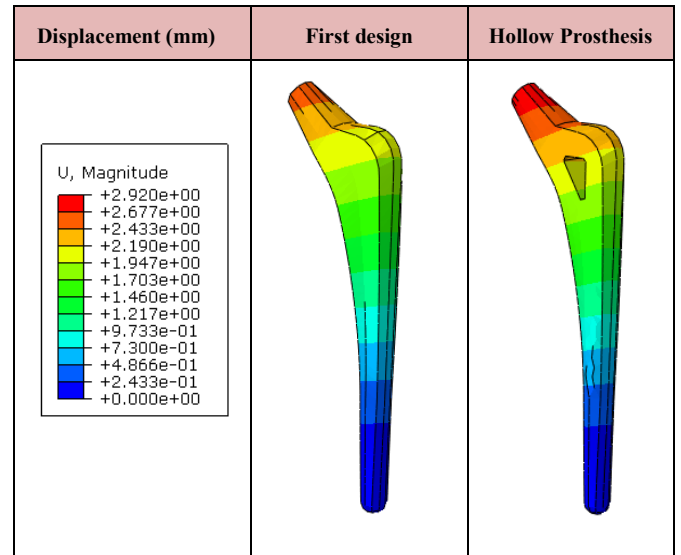 Displacement (mm)
First design
Hollow Prosthesis
U, Magnitude
+2.920e+00
+2.677e+00
+2.433e+00
+2.190e+00
+1.947e+00
+1.703e+00
+1.460e+00
+1.217e+00
+9.733e-01
+7.300e-01
+4.866e-01
+2.433e-01
+0.000e+00